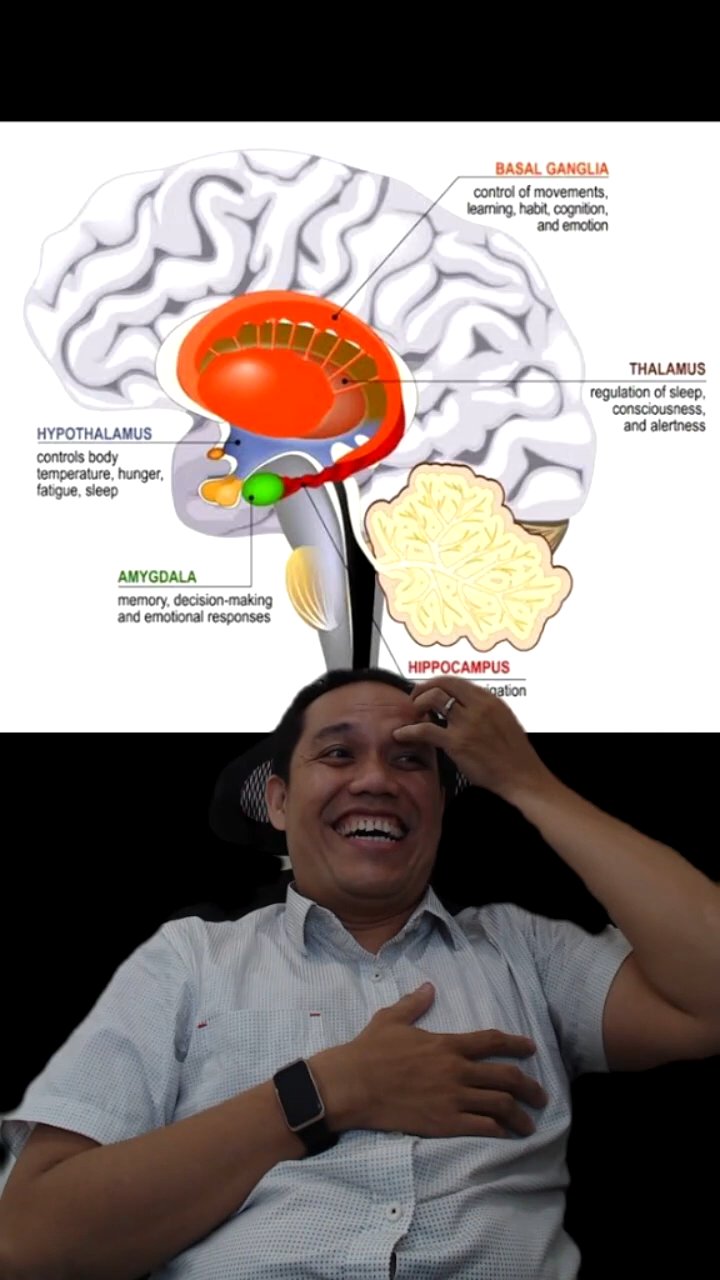 BASAL GANGLIA
control of movements,
learning, habit, cognition,
and emotion
THALAMUS
regulation of sleep,
consciousness,
and alertness
HYPOTHALAMUS
controls body
temperature, hunger,
fatigue, sleep
AMYGDALA
memory, decision-making
and emotional responses
HIPPOCAMPUS